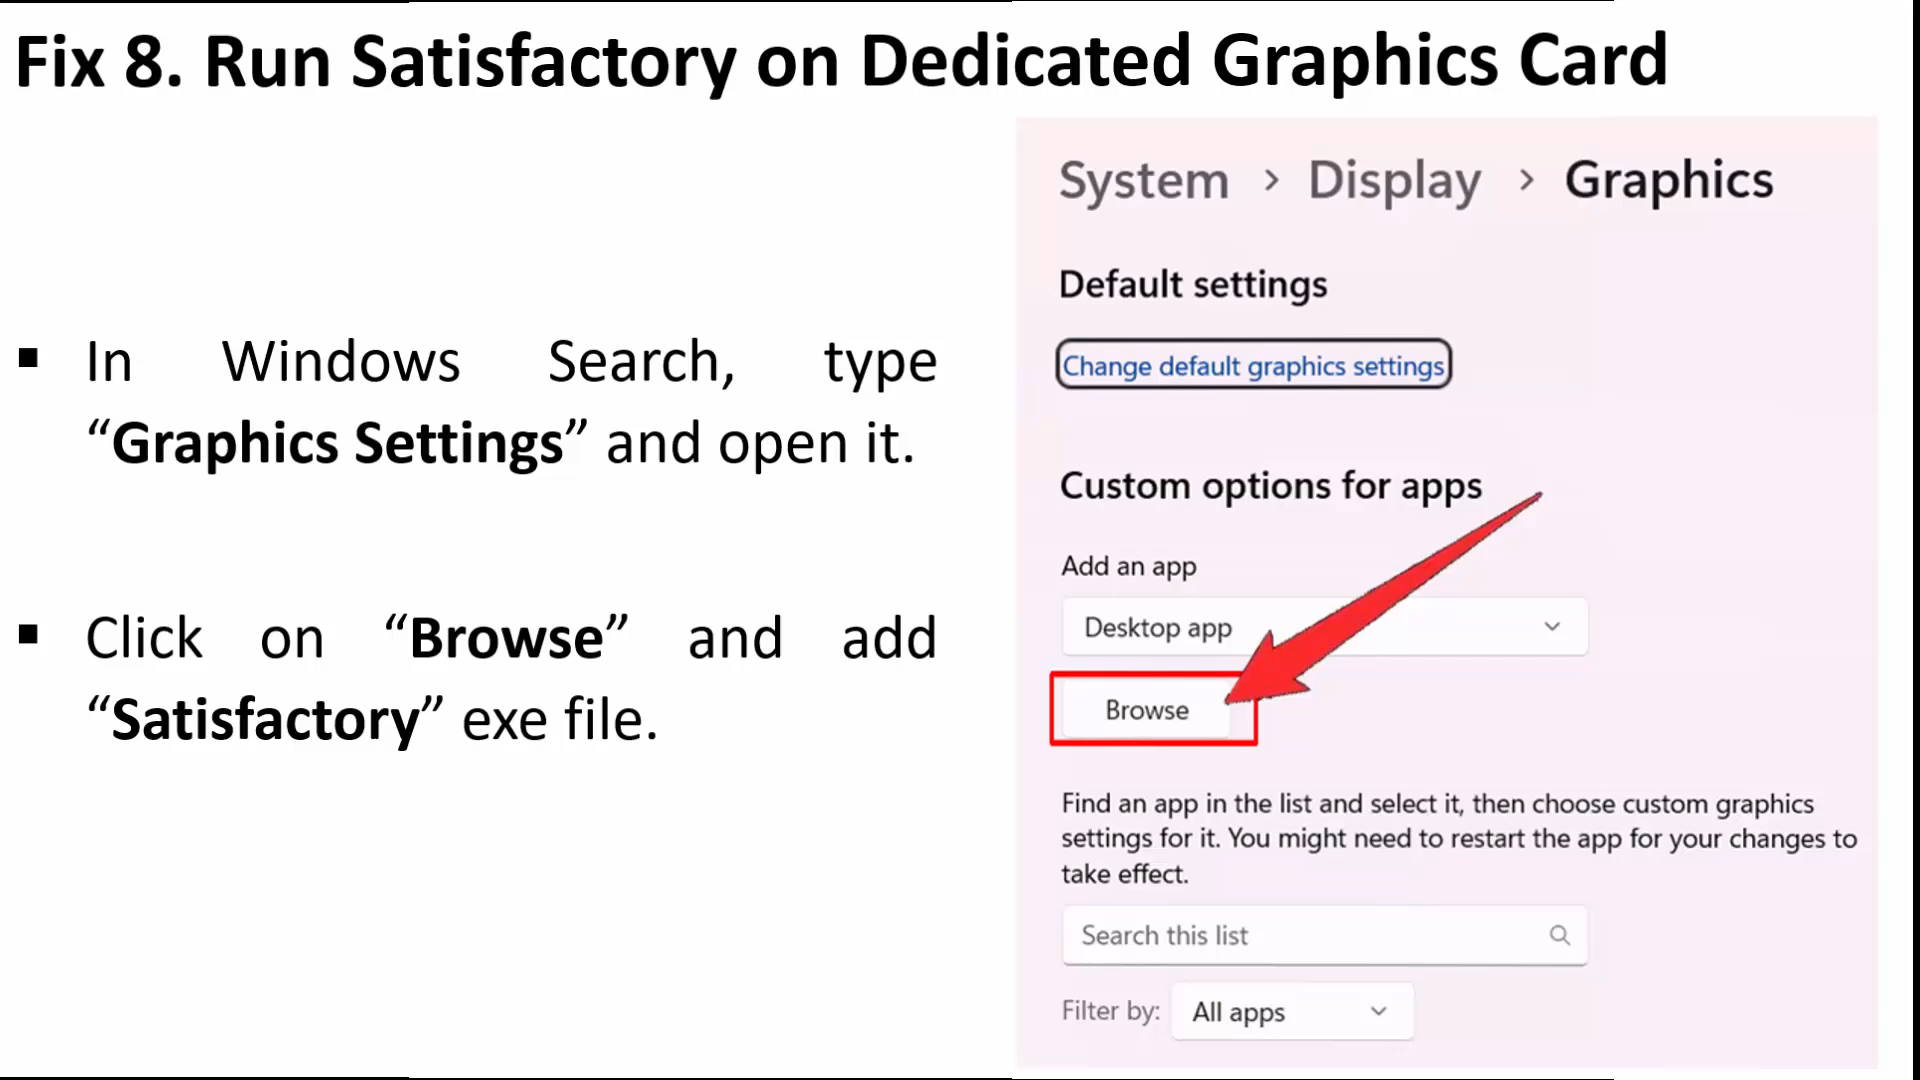 Fix 8. Run Satisfactory on Dedicated Graphics Card
▪ In Windows Search, type
“Graphics Settings” and open it.
▪ Click on “Browse” and add
“Satisfactory” exe file.
System > Display > Graphics
Default settings
Change default graphics settings
Custom options for apps
Add an app
Desktop app
Browse
Find an app in the list and select it, then choose custom graphics
settings for it. You might need to restart the app for your changes to
take effect.
Search this list
Filter by: All apps